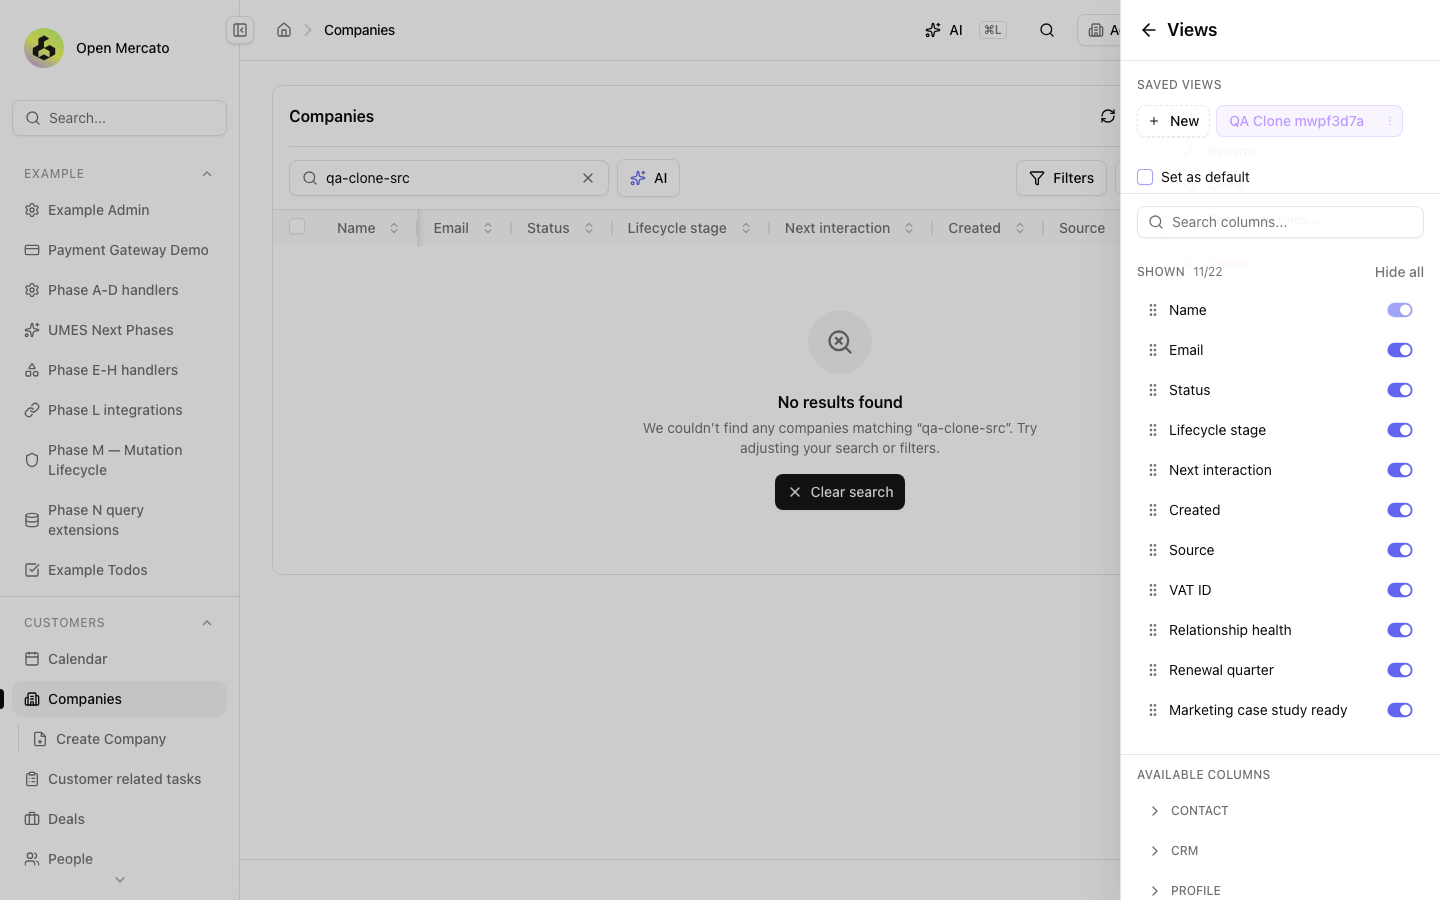 Open Mercato
Companies
AI
⌘L
Views
SAVED VIEWS
New
QA Clone mwpf3d7a
Rename
Set as default
Search...
Companies
qa-clone-src
AI
Filters
Search columns...
Delete
EXAMPLE
Example Admin
Payment Gateway Demo
Phase A-D handlers
UMES Next Phases
Phase E-H handlers
Phase L integrations
Phase M — Mutation
Lifecycle
Phase N query
extensions
Example Todos
CUSTOMERS
Calendar
Companies
Create Company
Customer related tasks
Deals
People
Name
Email
Status
Lifecycle stage
Next interaction
Created
Source
No results found
We couldn't find any companies matching “qa-clone-src”. Try
adjusting your search or filters.
Clear search
SHOWN 11/22
Hide all
Name
Email
Status
Lifecycle stage
Next interaction
Created
Source
VAT ID
Relationship health
Renewal quarter
Marketing case study ready
AVAILABLE COLUMNS
CONTACT
CRM
PROFILE